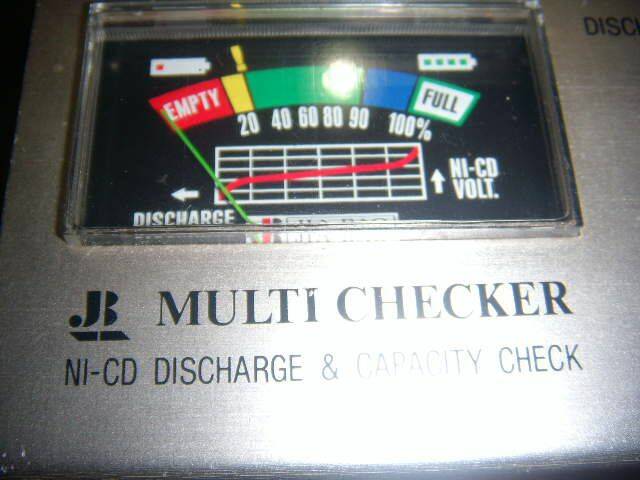 DISCH
EMPTY
FULL
20 40 60 80 90 100%
NI-CD
VOLT.
DISCHARGE
JB MULTI CHECKER
NI-CD DISCHARGE & CAPACITY CHECK